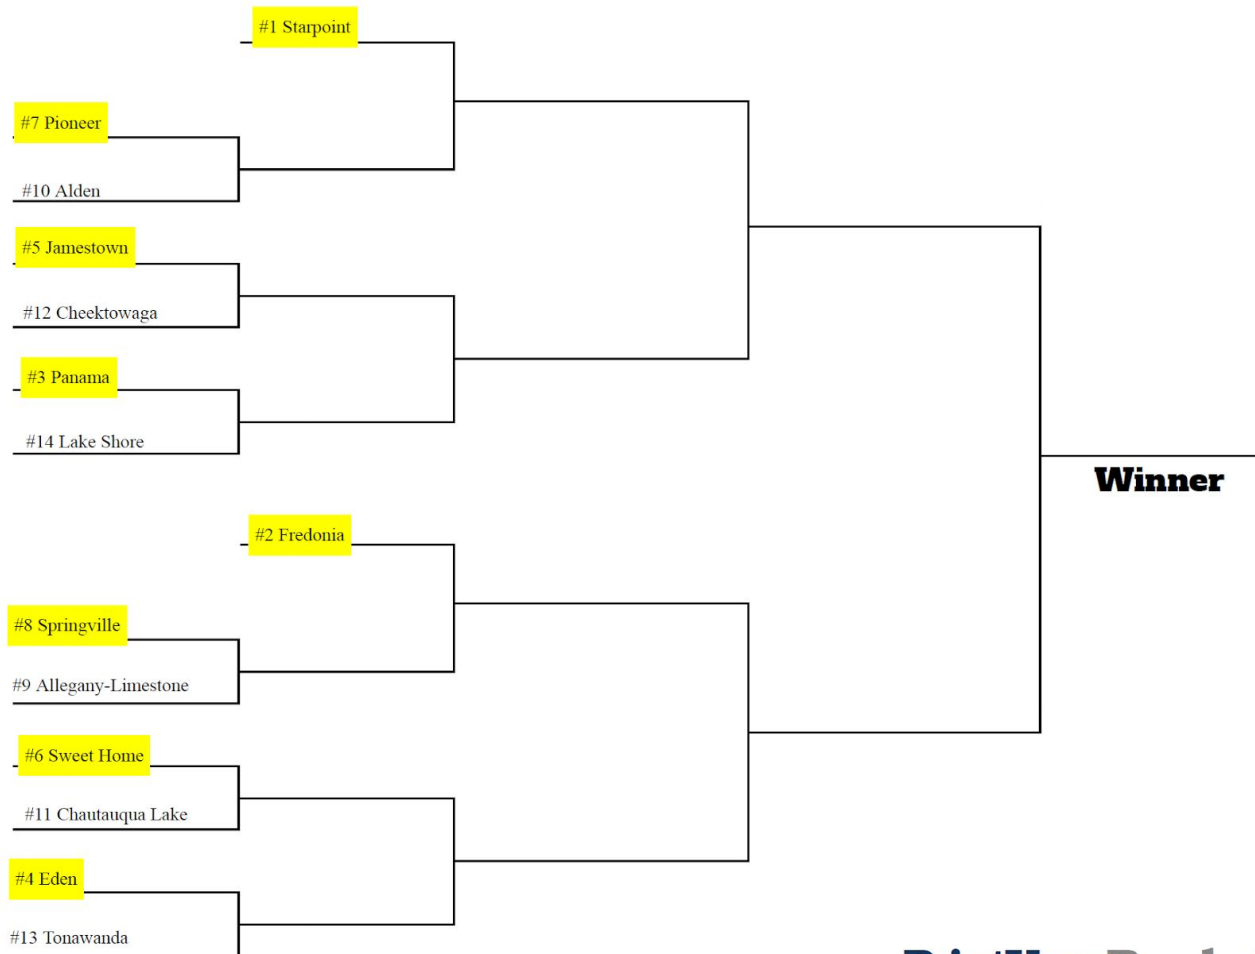 #1 Starpoint
#7 Pioneer
#10 Alden
#5 Jamestown
#12 Cheektowaga
#3 Panama
#14 Lake Shore
Winner
#2 Fredonia
#8 Springville
#9 Allegany-Limestone
#6 Sweet Home
#11 Chautauqua Lake
#4 Eden
#13 Tonawanda